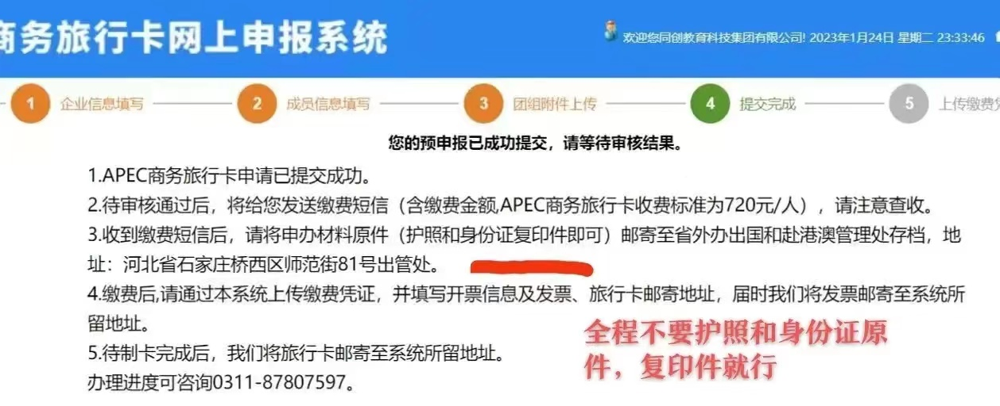 商务旅行卡网上申报系统
欢迎您同创教育科技集团有限公司! 2023年1月24日 星期二 23:33:46
1 企业信息填写 2 成员信息填写 3 团组附件上传 4 提交完成 5 上传缴费
您的预申报已成功提交，请等待审核结果。
1.APEC商务旅行卡申请已提交成功。
2.待审核通过后，将给您发送缴费短信（含缴费金额,APEC商务旅行卡收费标准为720元/人），请注意查收。
3.收到缴费短信后，请将申办材料原件（护照和身份证复印件即可）邮寄至省外办出国和赴港澳管理处存档，地
址：河北省石家庄桥西区师范街81号出管处。
4.缴费后,请通过本系统上传缴费凭证，并填写开票信息及发票、旅行卡邮寄地址，届时我们将发票邮寄至系统所
留地址。
5.待制卡完成后，我们将旅行卡邮寄至系统所留地址。
办理进度可咨询0311-87807597。
全程不要护照和身份证原
件，复印件就行